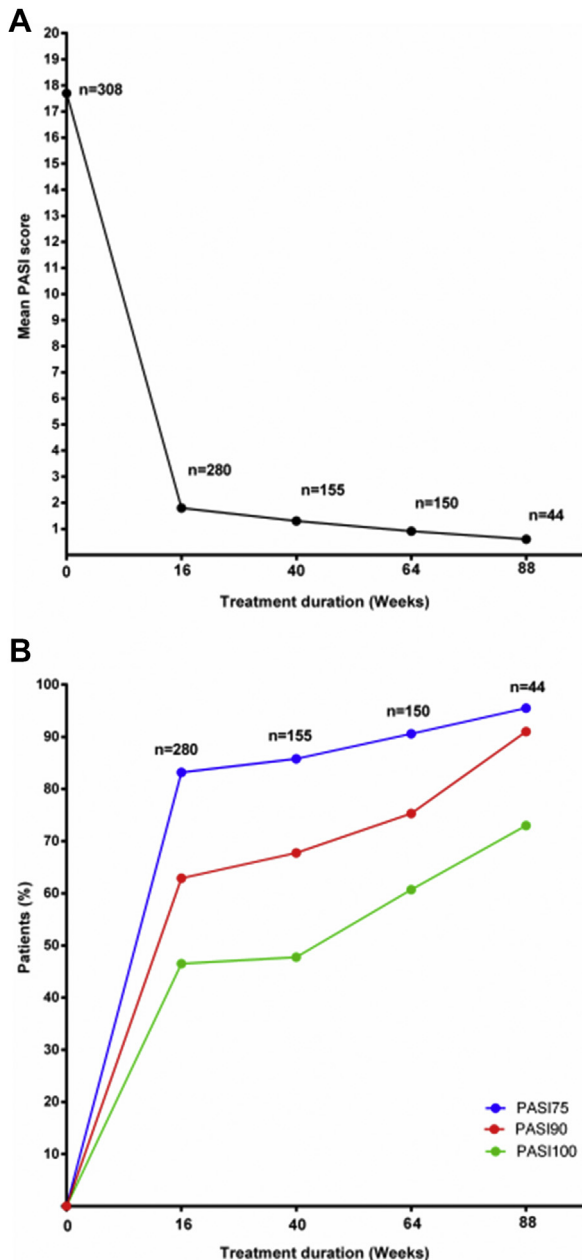 A
20
19
18
n=308
17
16
15
14
13
12
11
10
9
8
7
6
5
4
3
2
1
Mean PASI score
n=280
n=155
n=150
n=44
0 16 40 64 88
Treatment duration (Weeks)
B
100
90
80
70
60
50
40
30
20
10
Patients (%)
n=280
n=155
n=150
n=44
PASI75
PASI90
PASI100
0 16 40 64 88
Treatment duration (Weeks)